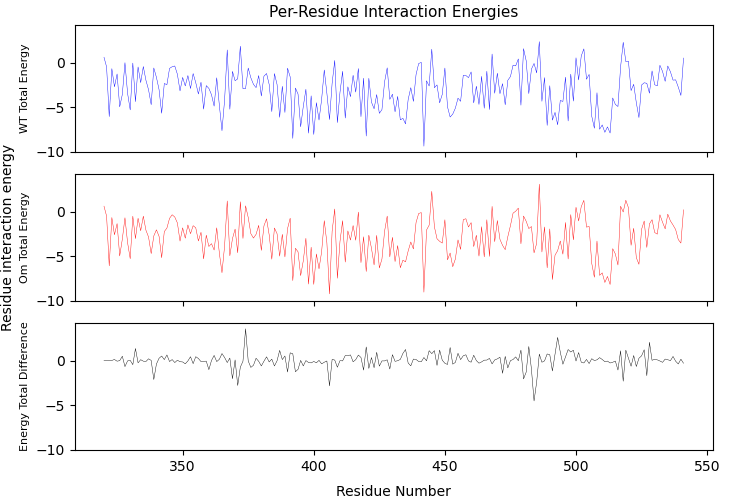 Per-Residue Interaction Energies
Residue interaction energy
WT Total Energy
0
−5
−10
Om Total Energy
0
−5
−10
Energy Total Difference
0
−5
−10
350 400 450 500 550
Residue Number